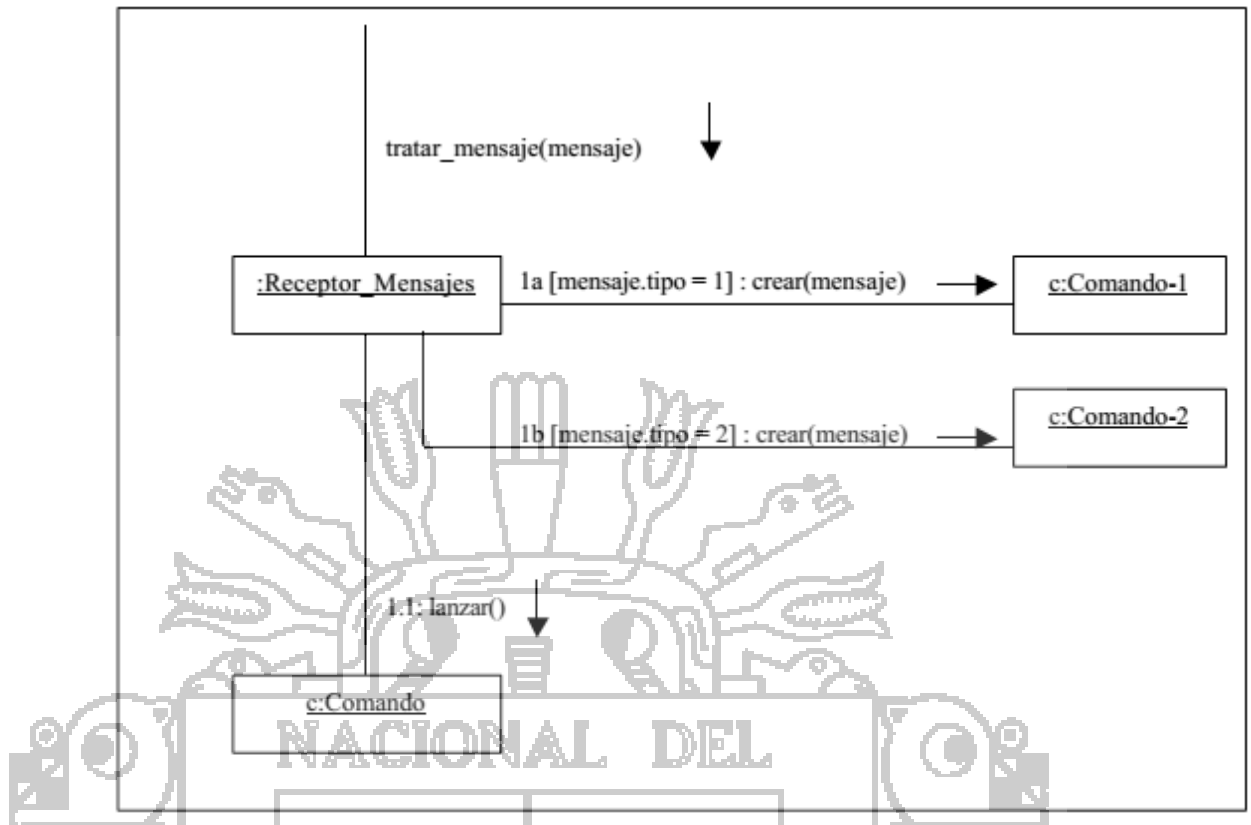 tratar_mensaje(mensaje)
:Receptor_Mensajes
1a [mensaje.tipo = 1] : crear(mensaje)
c:Comando-1
1b [mensaje.tipo = 2] : crear(mensaje)
c:Comando-2
1.1: lanzar()
c:Comando
NACIONAL DEL